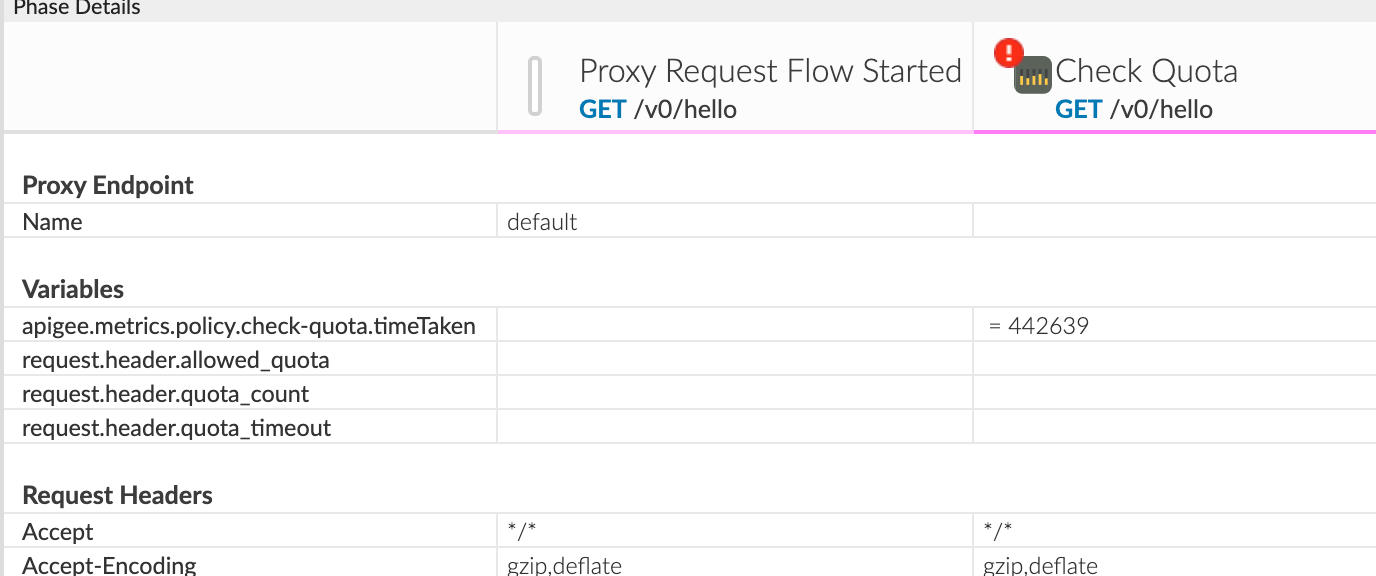 Phase Details
Proxy Request Flow Started
GET /v0/hello
! Check Quota
GET /v0/hello
Proxy Endpoint
Name default
Variables
apigee.metrics.policy.check-quota.timeTaken = 442639
request.header.allowed_quota
request.header.quota_count
request.header.quota_timeout
Request Headers
Accept */* */*
Accept-Encoding gzip,deflate gzip,deflate